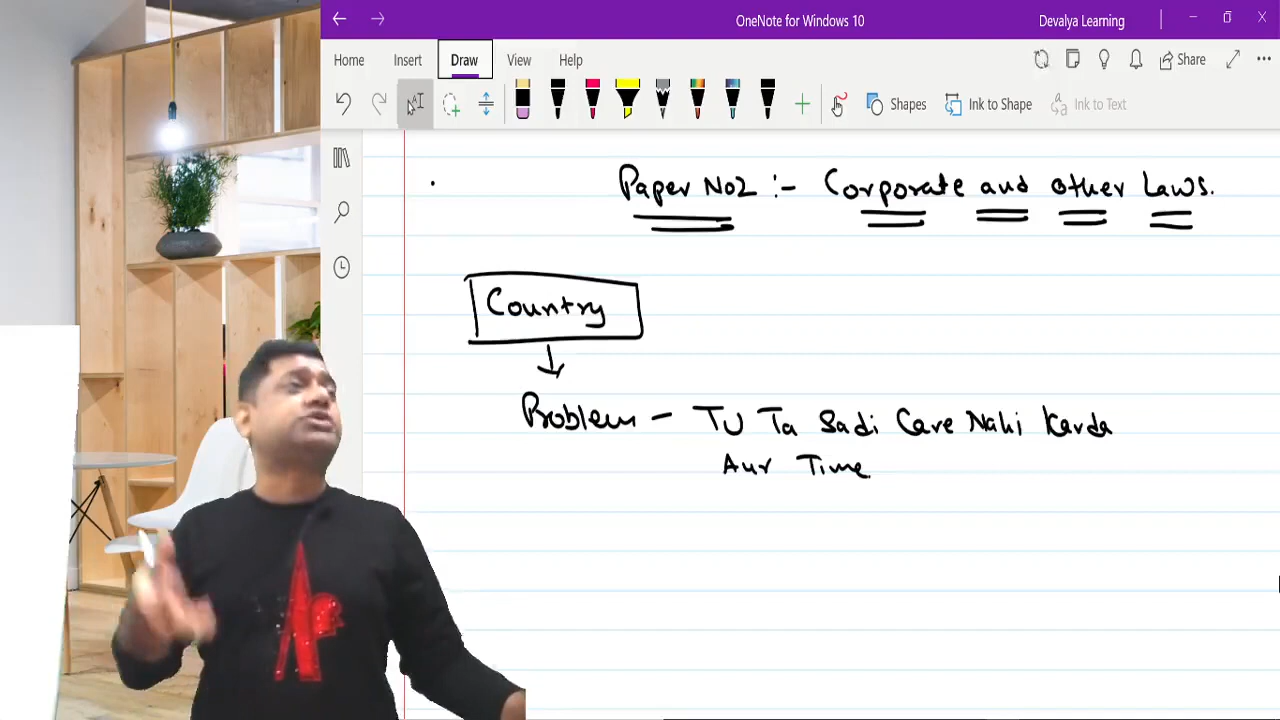 OneNote for Windows 10
Devalya Learning
Home Insert Draw View Help
Share
Shapes
Ink to Shape
Ink to Text
Paper No2 :- Corporate and other Laws.
Country
Problem - TU Ta Sadi Care Nahi Karda
Aur Time